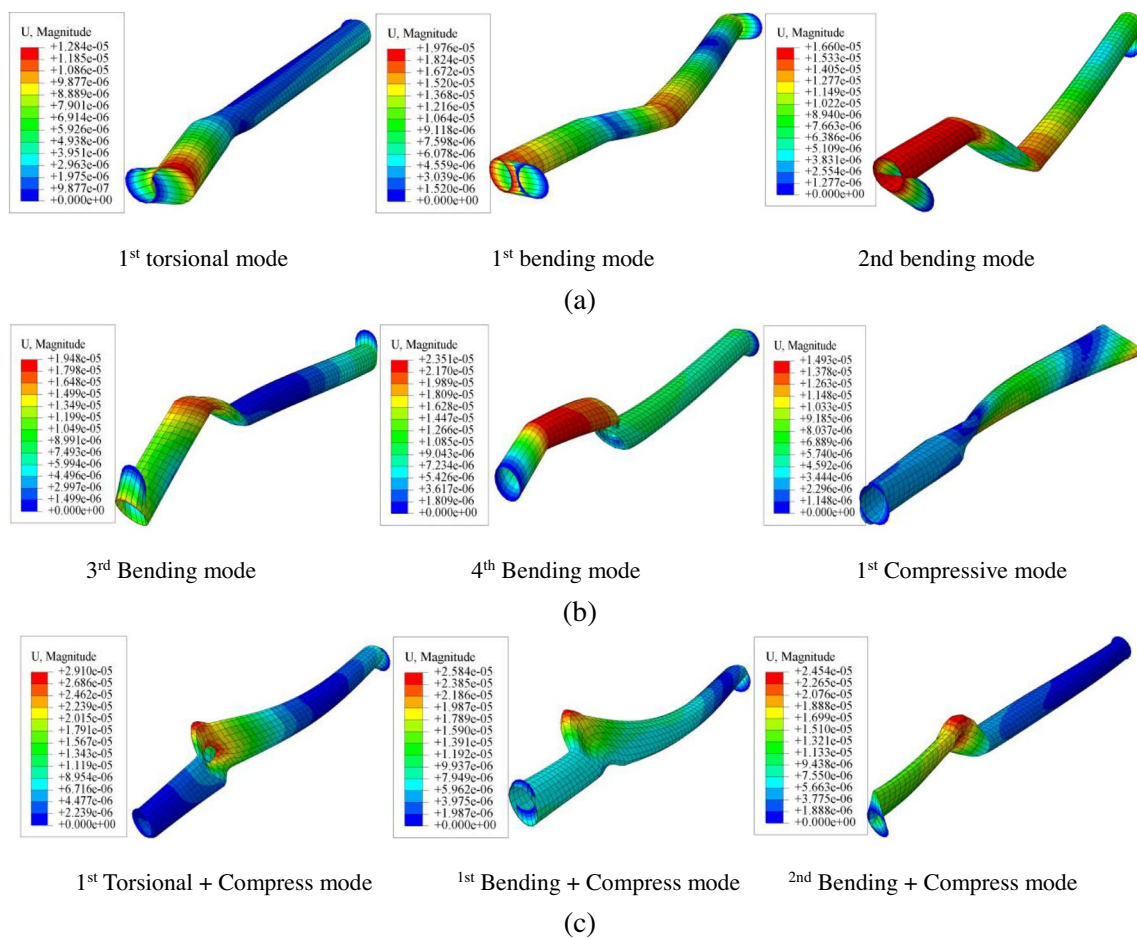 U, Magnitude
+1.284e-05
+1.185e-05
+1.086e-05
+9.877e-06
+8.889e-06
+7.901e-06
+6.914e-06
+5.926e-06
+4.938e-06
+3.951e-06
+2.963e-06
+1.975e-06
+9.877e-07
+0.000e+00
U, Magnitude
+1.976e-05
+1.824e-05
+1.672e-05
+1.520e-05
+1.368e-05
+1.216e-05
+1.064e-05
+9.118e-06
+7.598e-06
+6.078e-06
+4.559e-06
+3.039e-06
+1.520e-06
+0.000e+00
U, Magnitude
+1.660e-05
+1.533e-05
+1.405e-05
+1.277e-05
+1.149e-05
+1.022e-05
+8.940e-06
+7.663e-06
+6.386e-06
+5.109e-06
+3.831e-06
+2.554e-06
+1.277e-06
+0.000e+00
1st torsional mode
1st bending mode
2nd bending mode
(a)
U, Magnitude
+1.948e-05
+1.798e-05
+1.648e-05
+1.499e-05
+1.349e-05
+1.199e-05
+1.049e-05
+8.991e-06
+7.493e-06
+5.994e-06
+4.496e-06
+2.997e-06
+1.499e-06
+0.000e+00
U, Magnitude
+2.351e-05
+2.170e-05
+1.989e-05
+1.809e-05
+1.628e-05
+1.447e-05
+1.266e-05
+1.085e-05
+9.043e-06
+7.234e-06
+5.426e-06
+3.617e-06
+1.809e-06
+0.000e+00
U, Magnitude
+1.493e-05
+1.378e-05
+1.263e-05
+1.148e-05
+1.033e-05
+9.185e-06
+8.037e-06
+6.889e-06
+5.740e-06
+4.592e-06
+3.444e-06
+2.296e-06
+1.148e-06
+0.000e+00
3rd Bending mode
4th Bending mode
1st Compressive mode
(b)
U, Magnitude
+2.910e-05
+2.686e-05
+2.462e-05
+2.239e-05
+2.015e-05
+1.791e-05
+1.567e-05
+1.343e-05
+1.119e-05
+8.954e-06
+6.716e-06
+4.477e-06
+2.239e-06
+0.000e+00
U, Magnitude
+2.584e-05
+2.385e-05
+2.186e-05
+1.987e-05
+1.789e-05
+1.590e-05
+1.391e-05
+1.192e-05
+9.937e-06
+7.949e-06
+5.962e-06
+3.975e-06
+1.987e-06
+0.000e+00
U, Magnitude
+2.454e-05
+2.265e-05
+2.076e-05
+1.888e-05
+1.699e-05
+1.510e-05
+1.321e-05
+1.133e-05
+9.438e-06
+7.550e-06
+5.663e-06
+3.775e-06
+1.888e-06
+0.000e+00
1st Torsional + Compress mode
1st Bending + Compress mode
2nd Bending + Compress mode
(c)